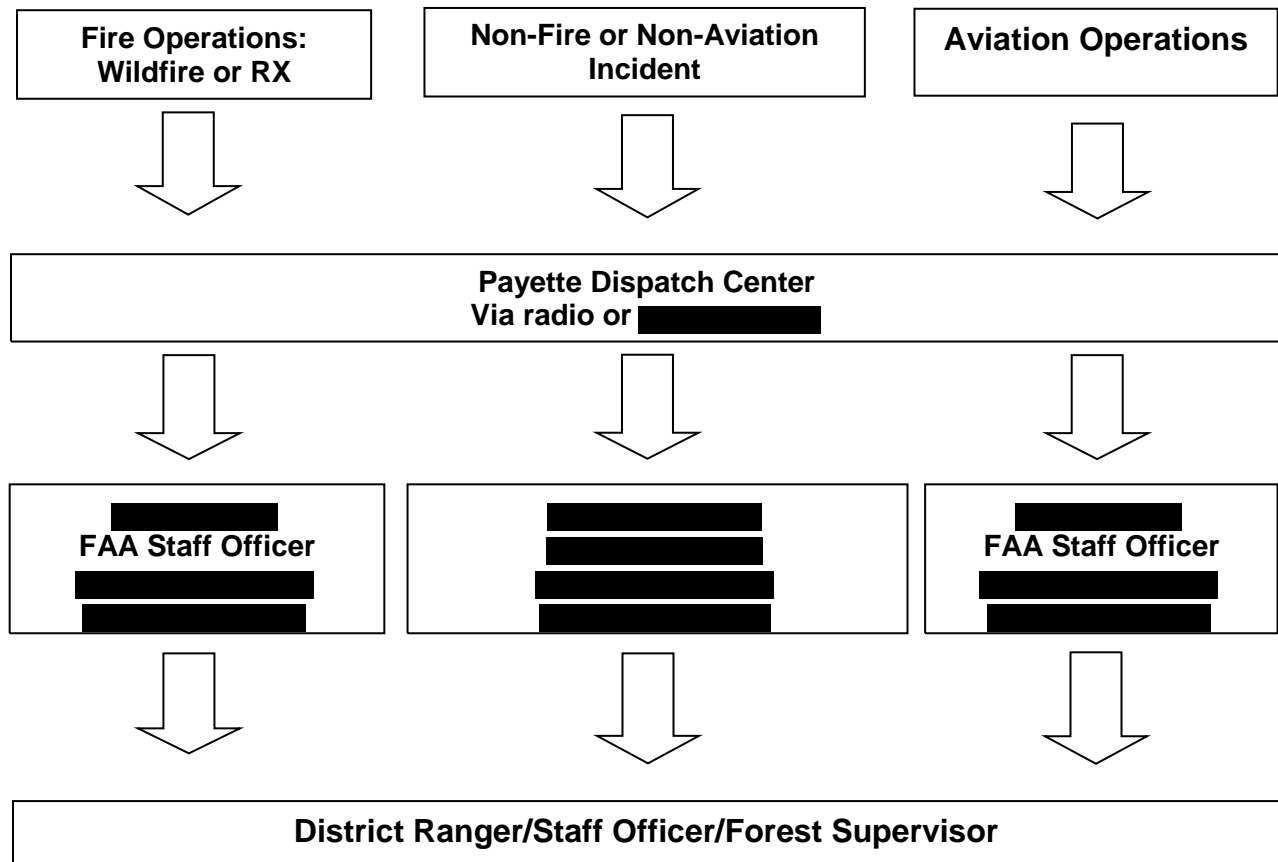 Fire Operations:
Wildfire or RX
Non-Fire or Non-Aviation
Incident
Aviation Operations
Payette Dispatch Center
Via radio or
FAA Staff Officer
FAA Staff Officer
District Ranger/Staff Officer/Forest Supervisor